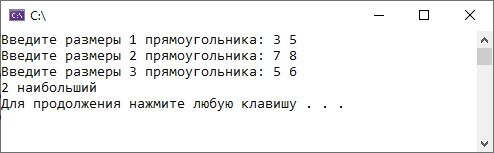 C:\
Введите размеры 1 прямоугольника: 3 5
Введите размеры 2 прямоугольника: 7 8
Введите размеры 3 прямоугольника: 5 6
2 наибольший
Для продолжения нажмите любую клавишу . . .